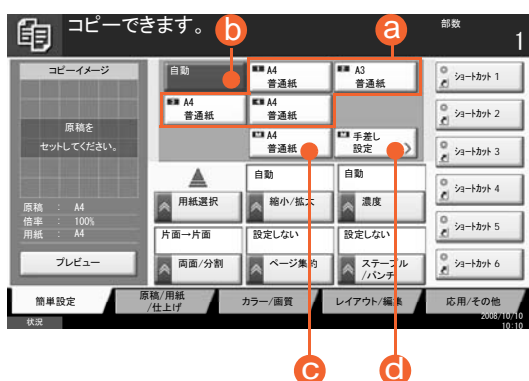 コピーできます。
部数
1
b
a
コピーイメージ
原稿を
セットしてください。
原稿 : A4
倍率 : 100%
用紙 : A4
プレビュー
自動
1 A4
普通紙
A3
普通紙
A4
普通紙
A4
普通紙
A4
普通紙
手差し
設定
用紙選択
自動
縮小/拡大
自動
濃度
片面→片面
両面/分割
設定しない
ページ集約
設定しない
ステープル
/パンチ
ショートカット 1
ショートカット 2
ショートカット 3
ショートカット 4
ショートカット 5
ショートカット 6
簡単設定
原稿/用紙
/仕上げ
カラー/画質
レイアウト/編集
応用/その他
状況
2008/10/10
10:10
c
d